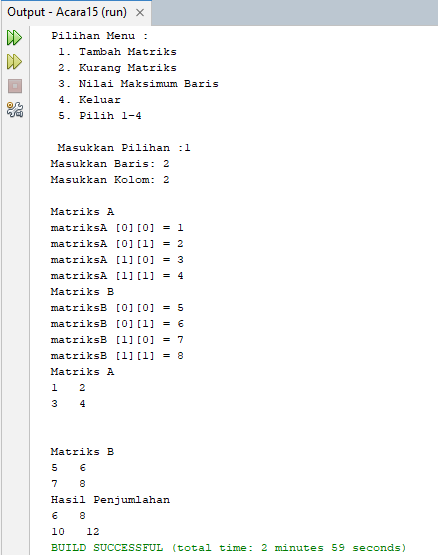 Output - Acara15 (run) ×
Pilihan Menu :
1. Tambah Matriks
2. Kurang Matriks
3. Nilai Maksimum Baris
4. Keluar
5. Pilih 1-4
Masukkan Pilihan :1
Masukkan Baris: 2
Masukkan Kolom: 2
Matriks A
matriksA [0][0] = 1
matriksA [0][1] = 2
matriksA [1][0] = 3
matriksA [1][1] = 4
Matriks B
matriksB [0][0] = 5
matriksB [0][1] = 6
matriksB [1][0] = 7
matriksB [1][1] = 8
Matriks A
1 2
3 4
Matriks B
5 6
7 8
Hasil Penjumlahan
6 8
10 12
BUILD SUCCESSFUL (total time: 2 minutes 59 seconds)